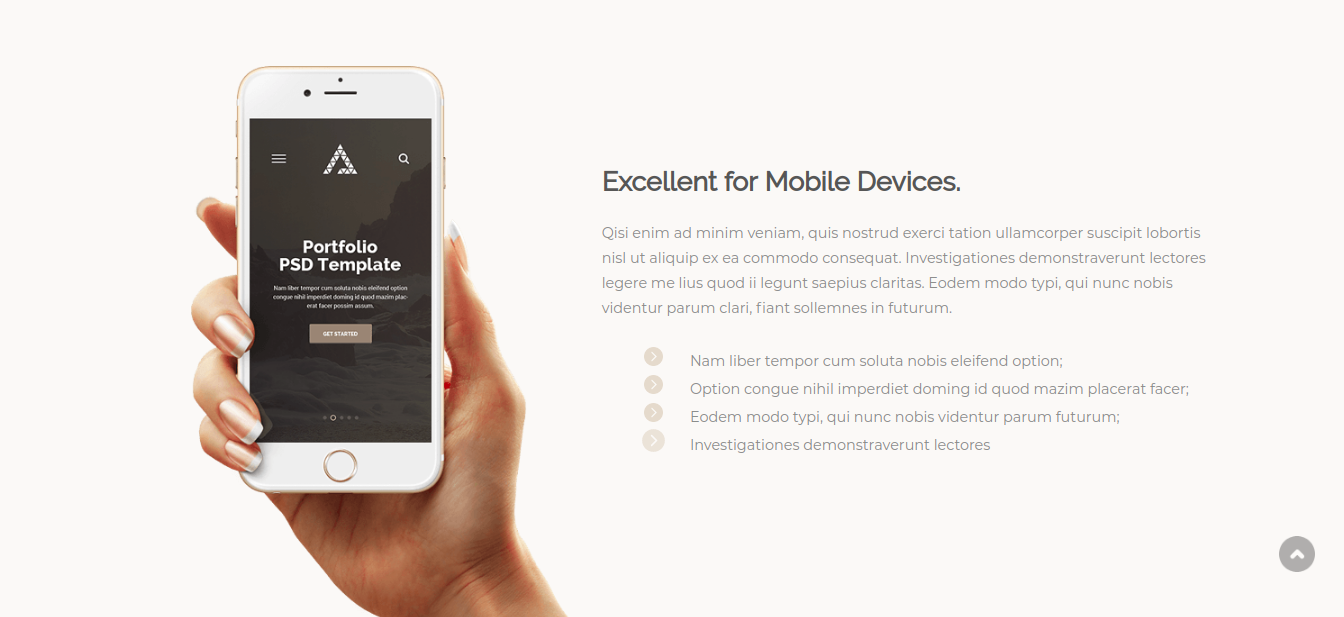 Portfolio
PSD Template
Nam liber tempor cum soluta nobis eleifend option
congue nihil imperdiet doming id quod mazim plac-
erat facer possim assum.
GET STARTED
Excellent for Mobile Devices.
Qisi enim ad minim veniam, quis nostrud exerci tation ullamcorper suscipit lobortis
nisl ut aliquip ex ea commodo consequat. Investigationes demonstraverunt lectores
legere me lius quod ii legunt saepius claritas. Eodem modo typi, qui nunc nobis
videntur parum clari, fiant sollemnes in futurum.
Nam liber tempor cum soluta nobis eleifend option;
Option congue nihil imperdiet doming id quod mazim placerat facer;
Eodem modo typi, qui nunc nobis videntur parum futurum;
Investigationes demonstraverunt lectores